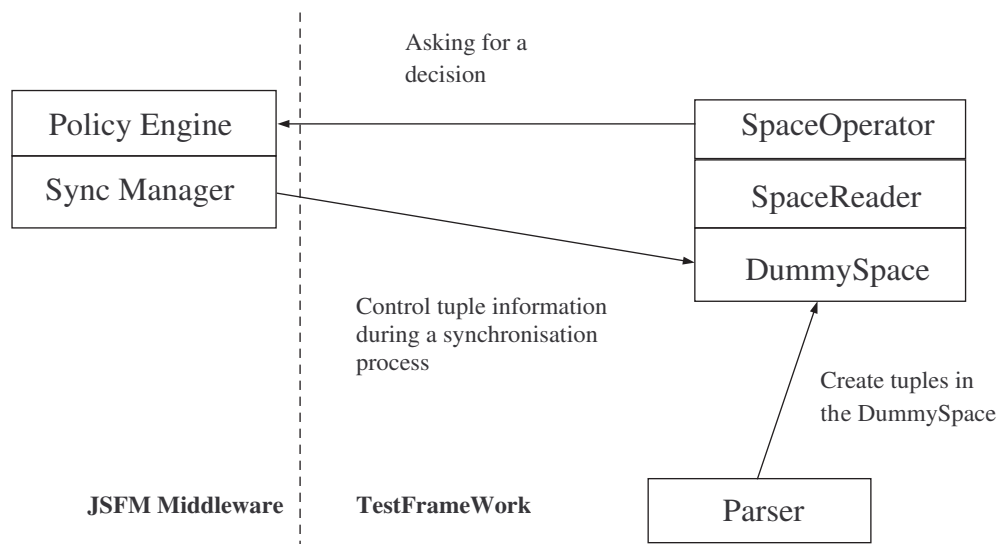 Asking for a
decision
Policy Engine
SpaceOperator
Sync Manager
SpaceReader
DummySpace
Control tuple information
during a synchronisation
process
Create tuples in
the DummySpace
JSFM Middleware
TestFrameWork
Parser